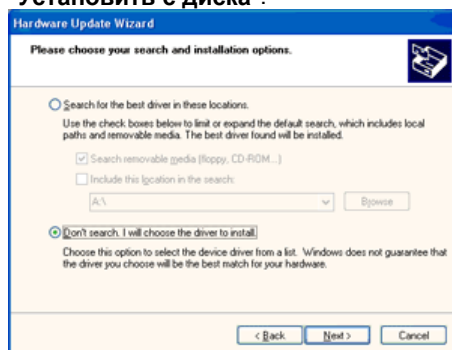 "Установить с диска".
Hardware Update Wizard
Please choose your search and installation options.
Search for the best driver in these locations.
Use the check boxes below to limit or expand the default search, which includes local
paths and removable media. The best driver found will be installed.
Search removable media (floppy, CD-ROM...)
Include this location in the search:
A:\
Browse
Don't search. I will choose the driver to install.
Choose this option to select the device driver from a list. Windows does not guarantee that
the driver you choose will be the best match for your hardware.
< Back
Next >
Cancel